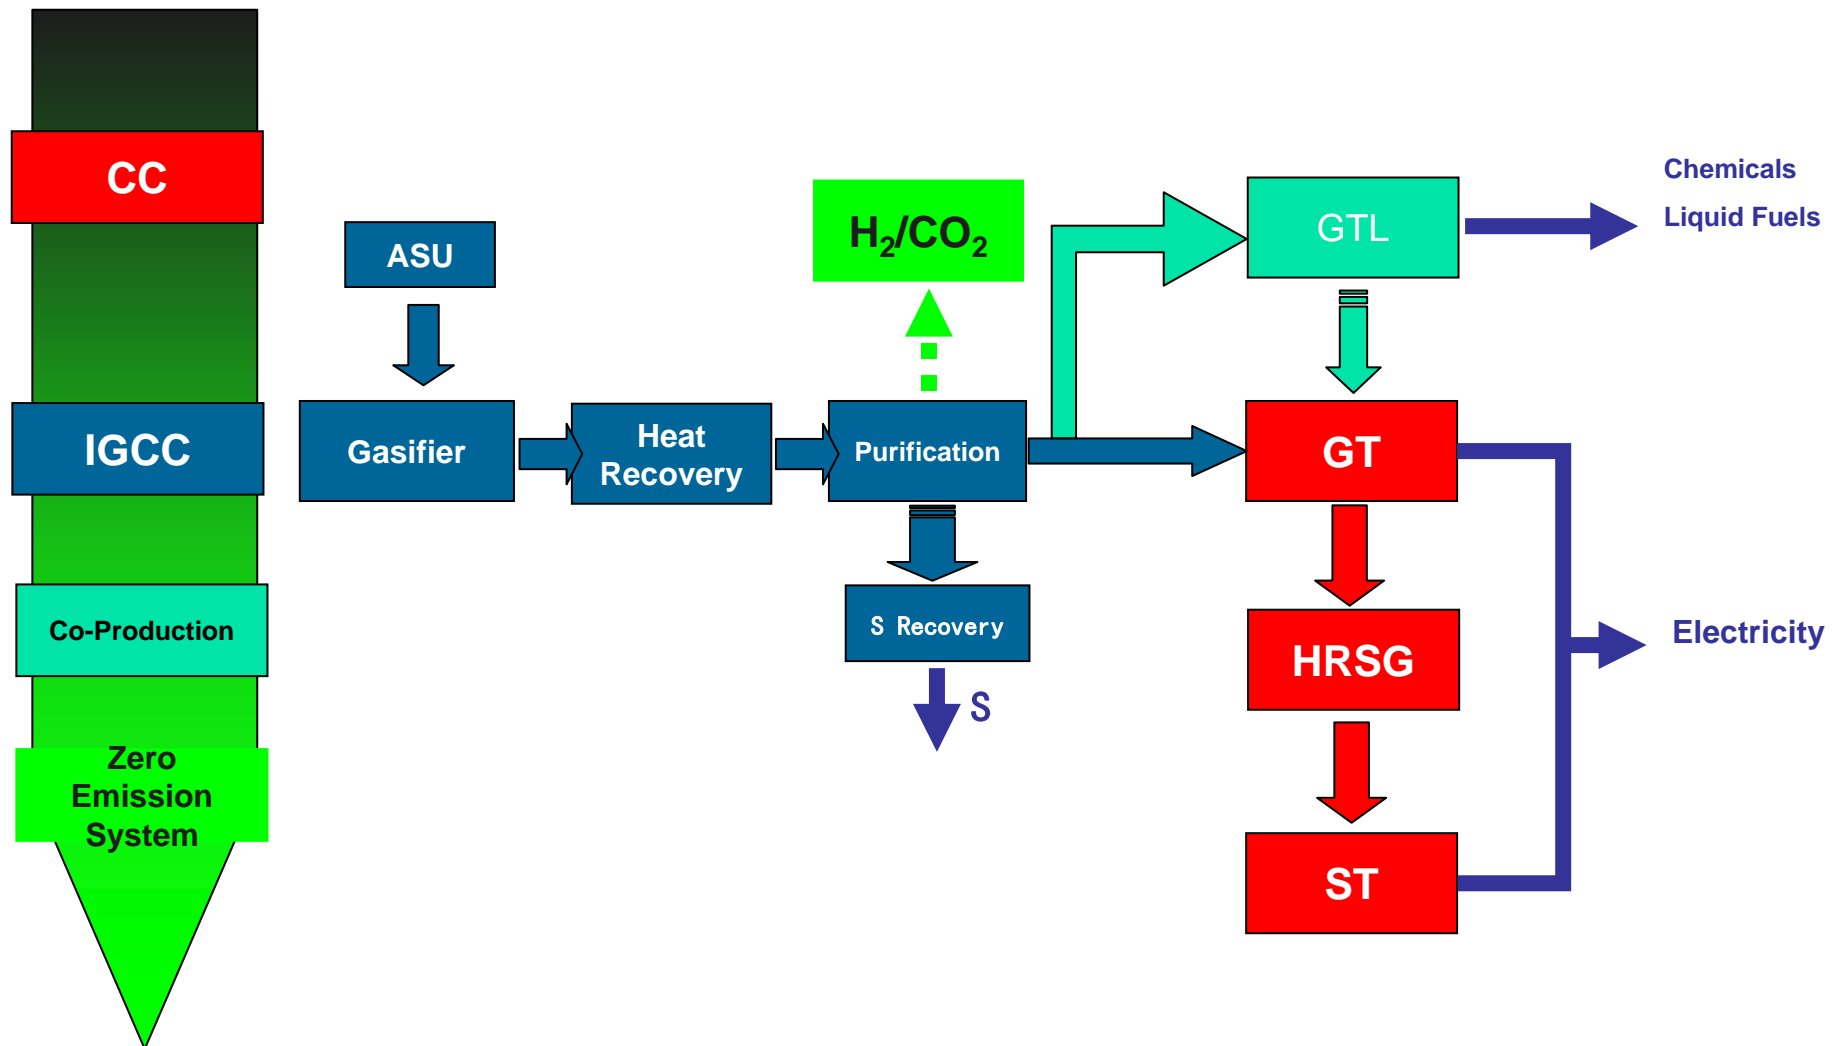 CC
IGCC
Co-Production
Zero
Emission
System
ASU
Gasifier
Heat
Recovery
H₂/CO₂
Purification
S Recovery
S
GTL
GT
HRSG
ST
Chemicals
Liquid Fuels
Electricity